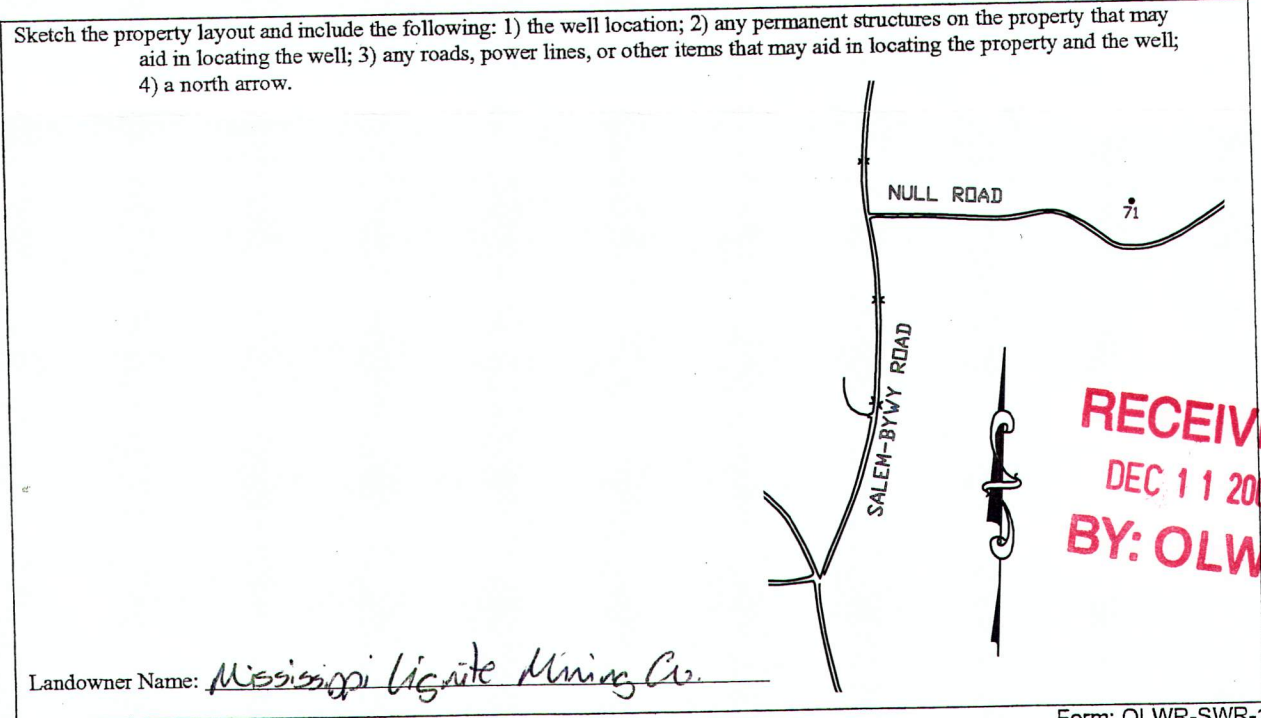 Sketch the property layout and include the following: 1) the well location; 2) any permanent structures on the property that may
aid in locating the well; 3) any roads, power lines, or other items that may aid in locating the property and the well;
4) a north arrow.
NULL ROAD
71
SALEM-BYWY ROAD
RECEIV
DEC 11 20
BY: OLW
Landowner Name: Mississippi Lignite Mining Co.
Form: OLWR-SWR-